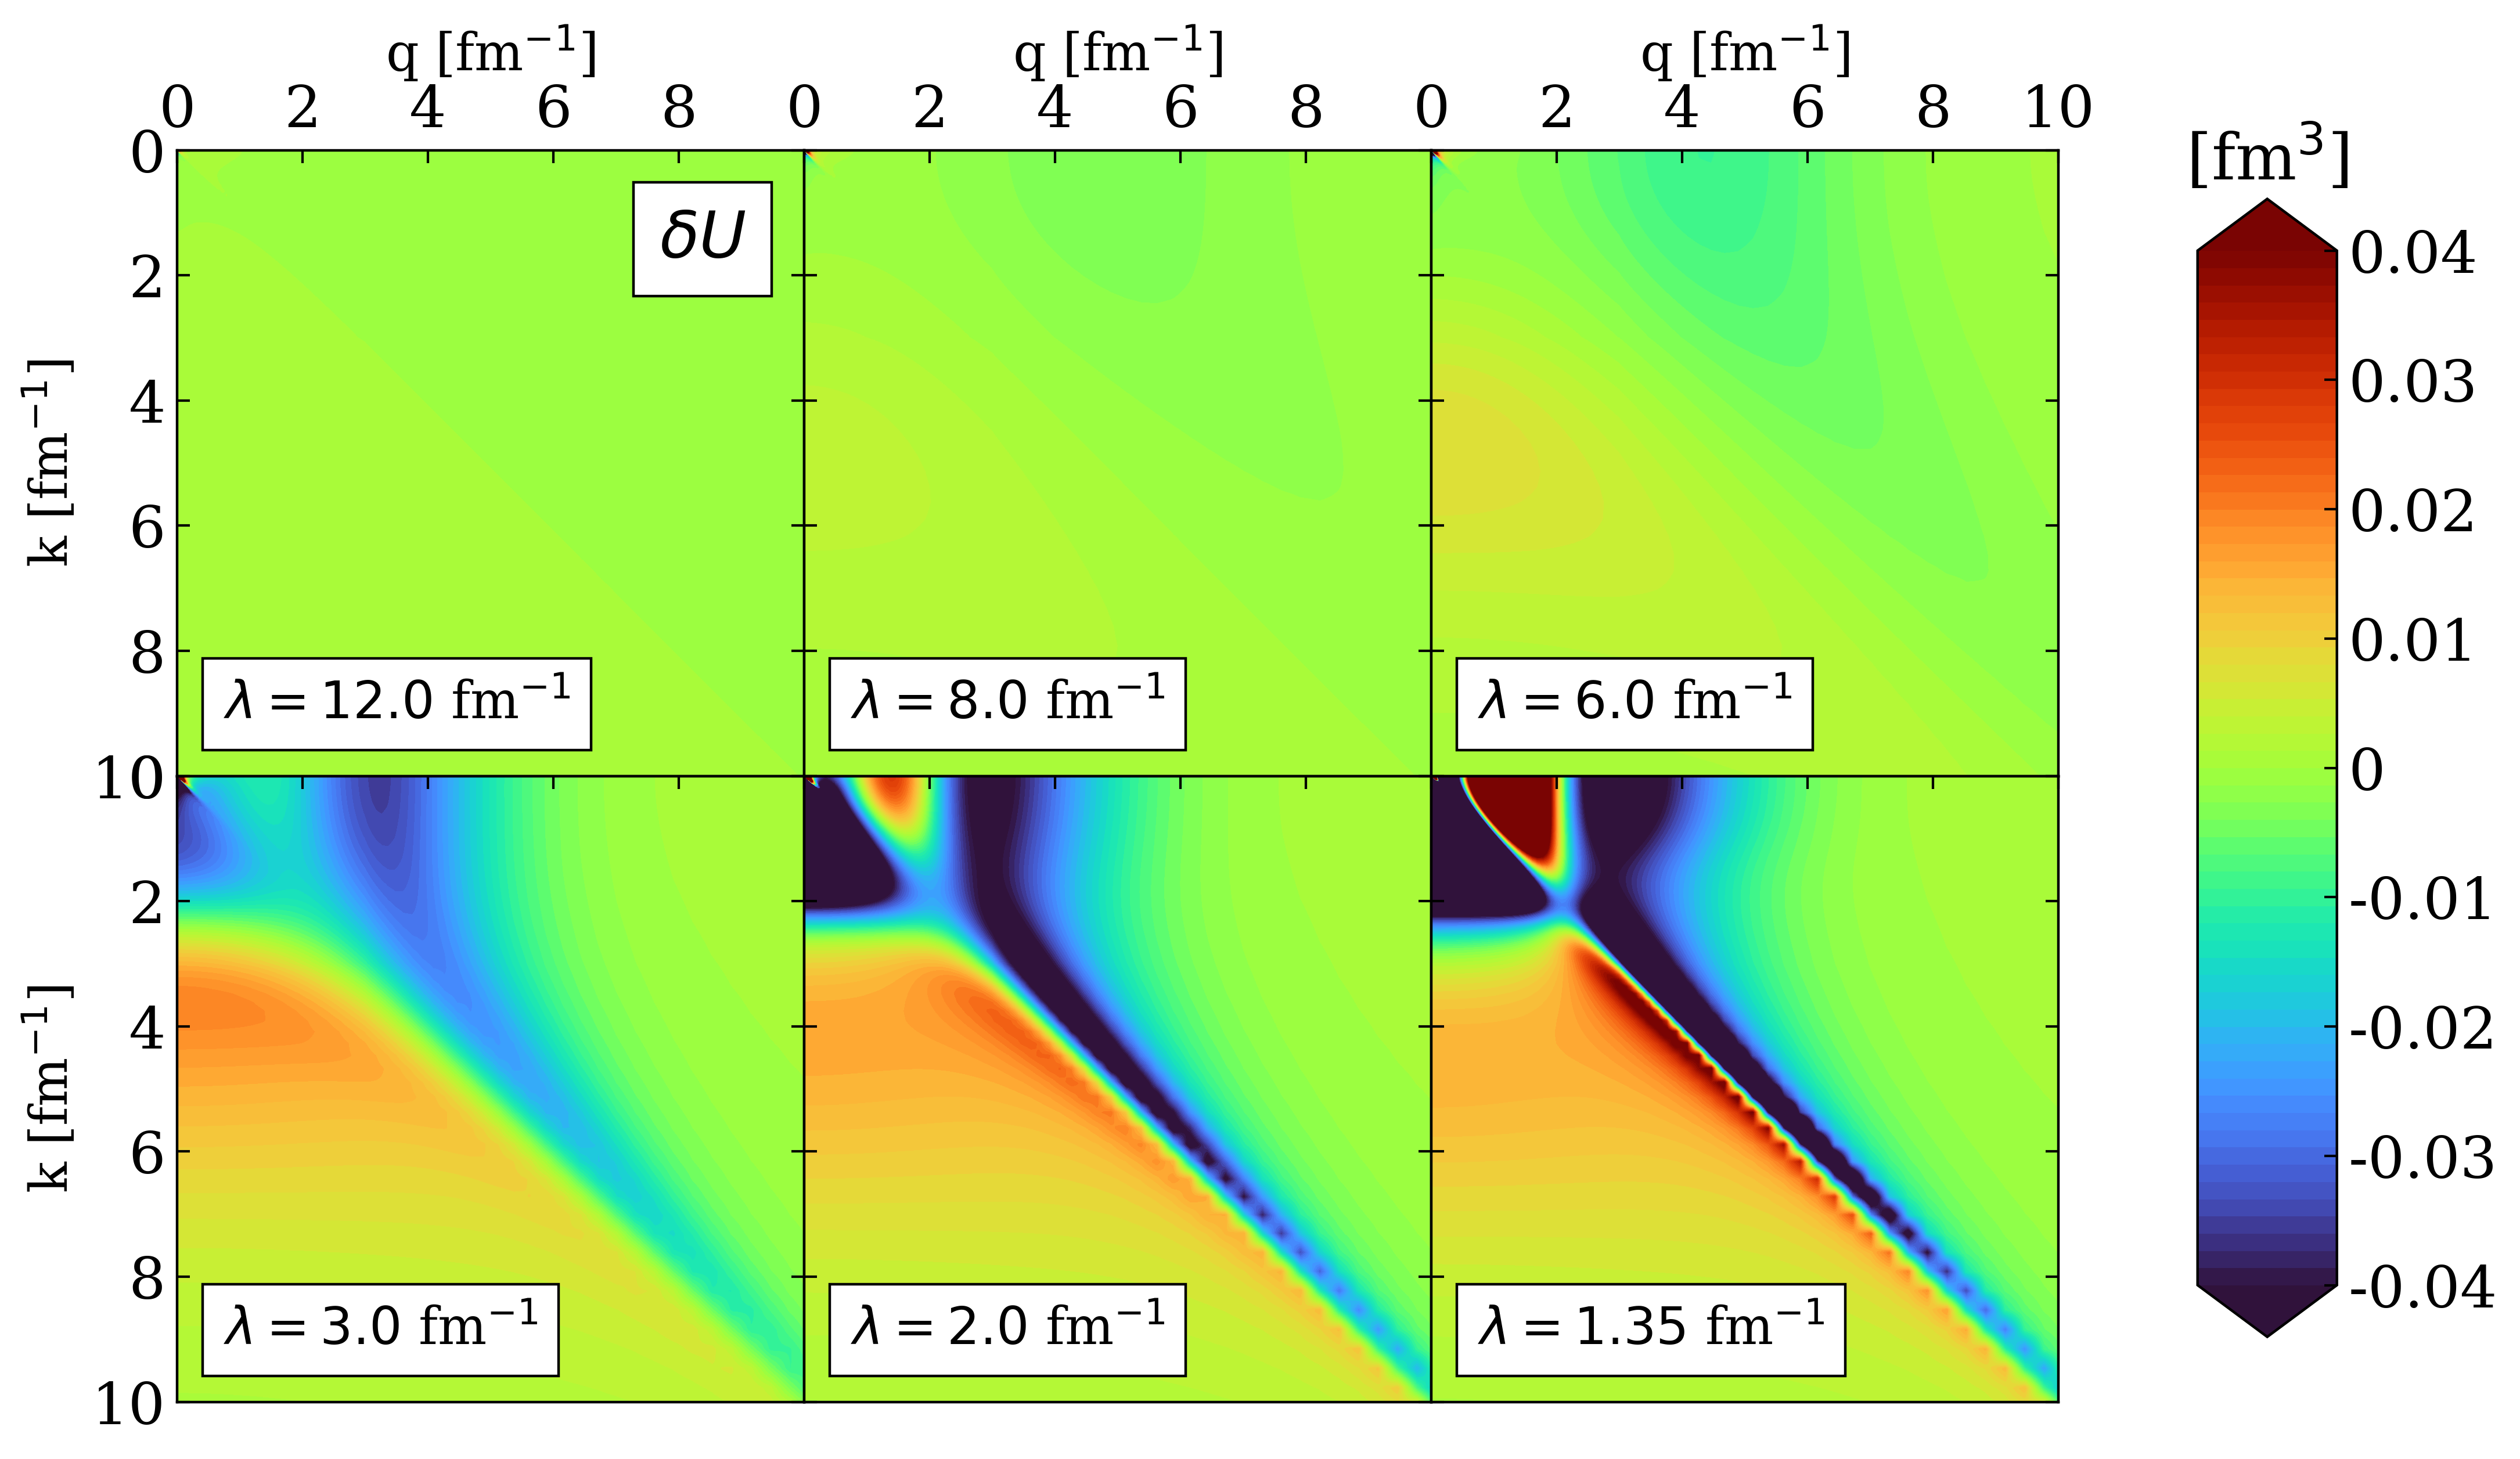 q [fm⁻¹] q [fm⁻¹] q [fm⁻¹]
0 2 4 6 8 0 2 4 6 8 0 2 4 6 8 10
[fm³]
0
2
4
6
8
10
k [fm⁻¹]
δU
λ = 12.0 fm⁻¹
λ = 8.0 fm⁻¹
λ = 6.0 fm⁻¹
2
4
6
8
10
k [fm⁻¹]
λ = 3.0 fm⁻¹
λ = 2.0 fm⁻¹
λ = 1.35 fm⁻¹
0.04
0.03
0.02
0.01
0
-0.01
-0.02
-0.03
-0.04